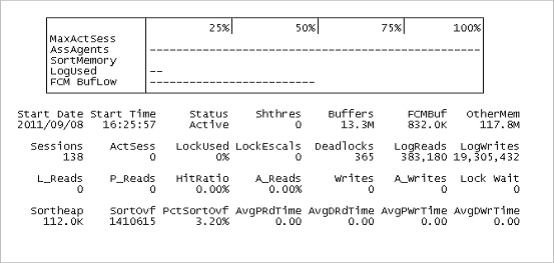 25%| 50%| 75%| 100%
MaxActSess
AssAgents --------------------------------------------------
SortMemory
LogUsed --
FCM BufLow -------------------------
Start Date Start Time Status Shthres Buffers FCMBuf OtherMem
2011/09/08 16:25:57 Active 0 13.3M 832.0K 117.8M
Sessions ActSess LockUsed LockEscals Deadlocks LogReads LogWrites
138 0 0% 0 365 383,180 19,305,432
L_Reads P_Reads HitRatio A_Reads Writes A_Writes Lock Wait
0 0 0.00% 0.00% 0 0 0
Sortheap SortOvf PctSortOvf AvgPRdTime AvgDRdTime AvgPWrTime AvgDWrTime
112.0K 1410615 3.20% 0.00 0.00 0.00 0.00